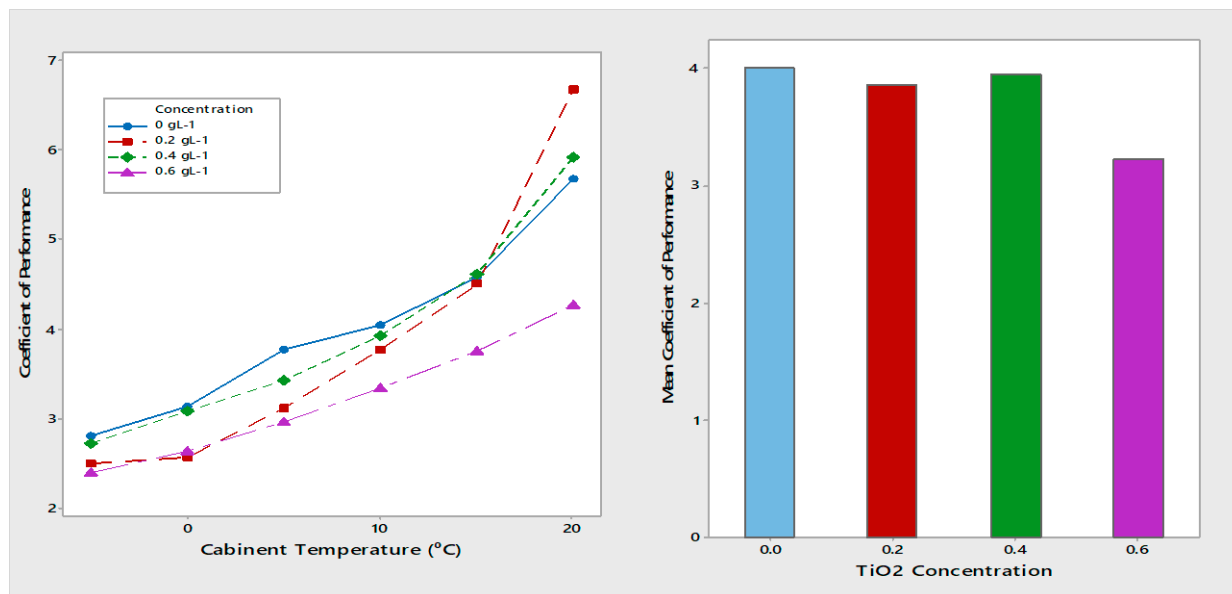 7
6
5
4
3
2
Coefficient of Performance
Concentration
0 gL-1
0.2 gL-1
0.4 gL-1
0.6 gL-1
0
10
20
Cabinent Temperature (⁰C)
4
3
2
1
0
Mean Coefficient of Performance
0.0
0.2
0.4
0.6
TiO2 Concentration